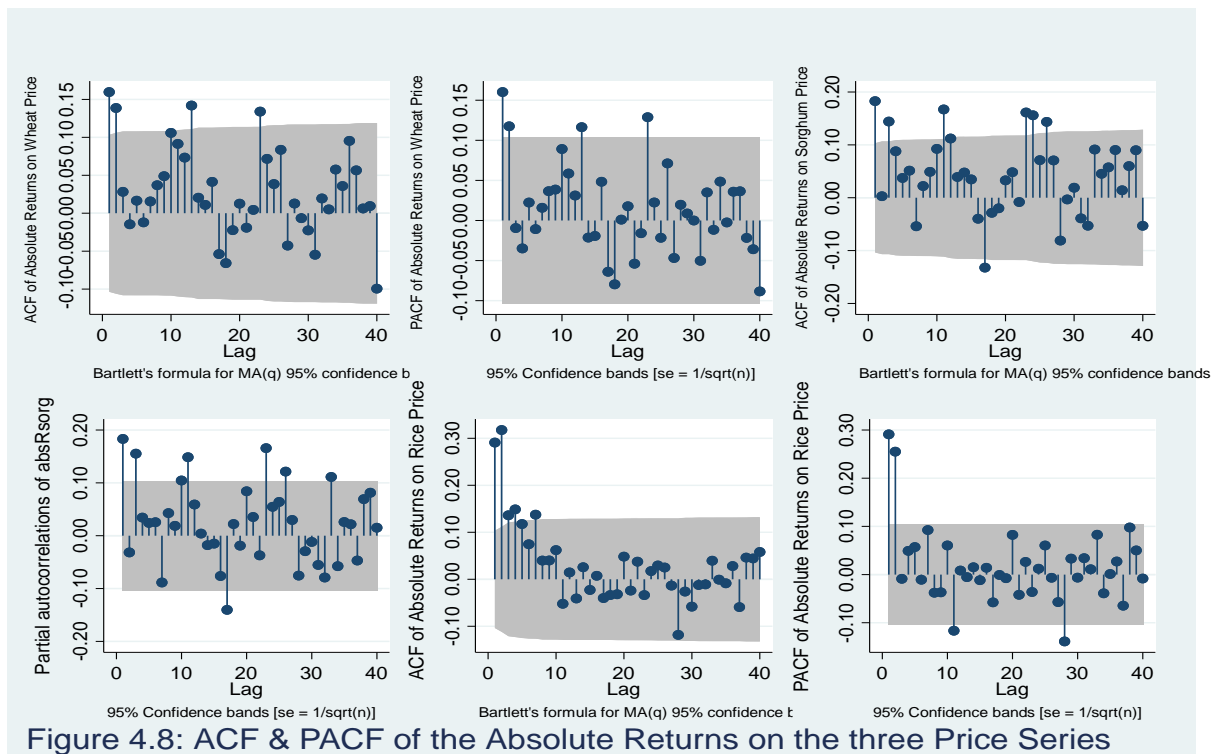 ACF of Absolute Returns on Wheat Price
-0.10-0.050.00 0.05 0.10 0.15
0 10 20 30 40
Lag
Bartlett's formula for MA(q) 95% confidence b
PACF of Absolute Returns on Wheat Price
-0.10-0.05 0.00 0.05 0.10 0.15
0 10 20 30 40
Lag
95% Confidence bands [se = 1/sqrt(n)]
ACF of Absolute Returns on Sorghum Price
-0.20 -0.10 0.00 0.10 0.20
0 10 20 30 40
Lag
Bartlett's formula for MA(q) 95% confidence bands
Partial autocorrelations of absRsorg
-0.20 -0.10 0.00 0.10 0.20
0 10 20 30 40
Lag
95% Confidence bands [se = 1/sqrt(n)]
ACF of Absolute Returns on Rice Price
-0.10 0.00 0.10 0.20 0.30
0 10 20 30 40
Lag
Bartlett's formula for MA(q) 95% confidence b
PACF of Absolute Returns on Rice Price
-0.10 0.00 0.10 0.20 0.30
0 10 20 30 40
Lag
95% Confidence bands [se = 1/sqrt(n)]
Figure 4.8: ACF & PACF of the Absolute Returns on the three Price Series